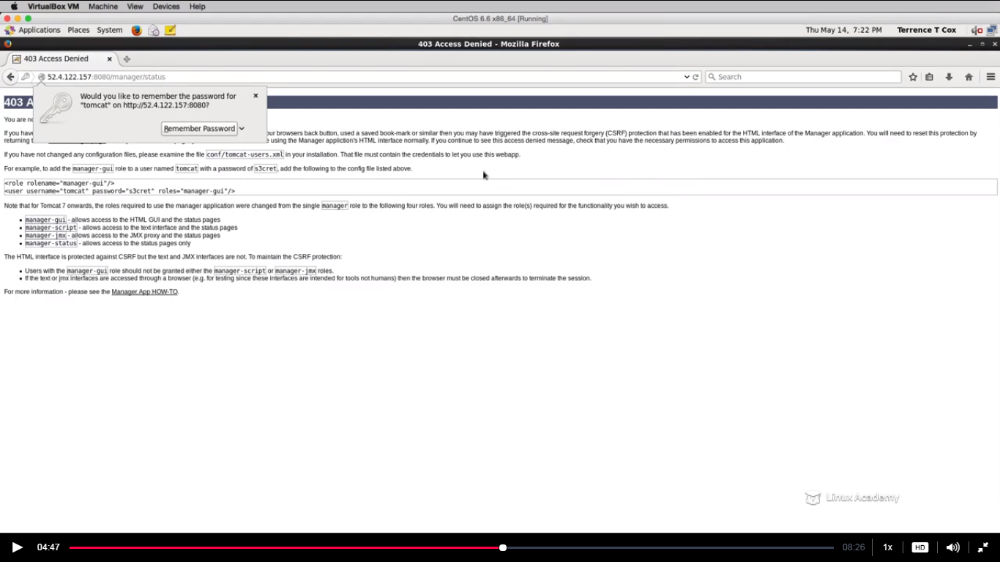 VirtualBox VM Machine View Devices Help
CentOS 6.6 x86_64 [Running]
Applications Places System Thu May 14, 7:22 PM Terrence T Cox
403 Access Denied - Mozilla Firefox
403 Access Denied
52.4.122.157:8080/manager/status Search
Would you like to remember the password for
"tomcat" on http://52.4.122.157:8080?
Remember Password
403 A
You are no
If you have our browsers back button, used a saved book-mark or similar then you may have triggered the cross-site request forgery (CSRF) protection that has been enabled for the HTML interface of the Manager application. You will need to reset this protection by
returning t e using the Manager appliction's HTML interface normally. If you continue to see this access denied message, check that you have the necessary permissions to access this application.
If you have not changed any configuration files, please examine the file conf/tomcat-users.xml in your installation. That file must contain the credentials to let you use this webapp.
For example, to add the manager-gui role to a user named tomcat with a password of s3cret, add the following to the config file listed above.
<role rolename="manager-gui"/>
<user username="tomcat" password="s3cret" roles="manager-gui"/>
Note that for Tomcat 7 onwards, the roles required to use the manager application were changed from the single manager role to the following four roles. You will need to assign the role(s) required for the functionality you wish to access.
• manager-gui - allows access to the HTML GUI and the status pages
• manager-script - allows access to the text interface and the status pages
• manager-jmx - allows access to the JMX proxy and the status pages
• manager-status - allows access to the status pages only
The HTML interface is protected against CSRF but the text and JMX interfaces are not. To maintain the CSRF protection:
• Users with the manager-gui role should not be granted either the manager-script or manager-jmx roles.
• If the text or jmx interfaces are accessed through a browser (e.g. for testing since these interfaces are intended for tools not humans) then the browser must be closed afterwards to terminate the session.
For more information - please see the Manager App HOW-TO.
Linux Academy
04:47 08:26 1x HD